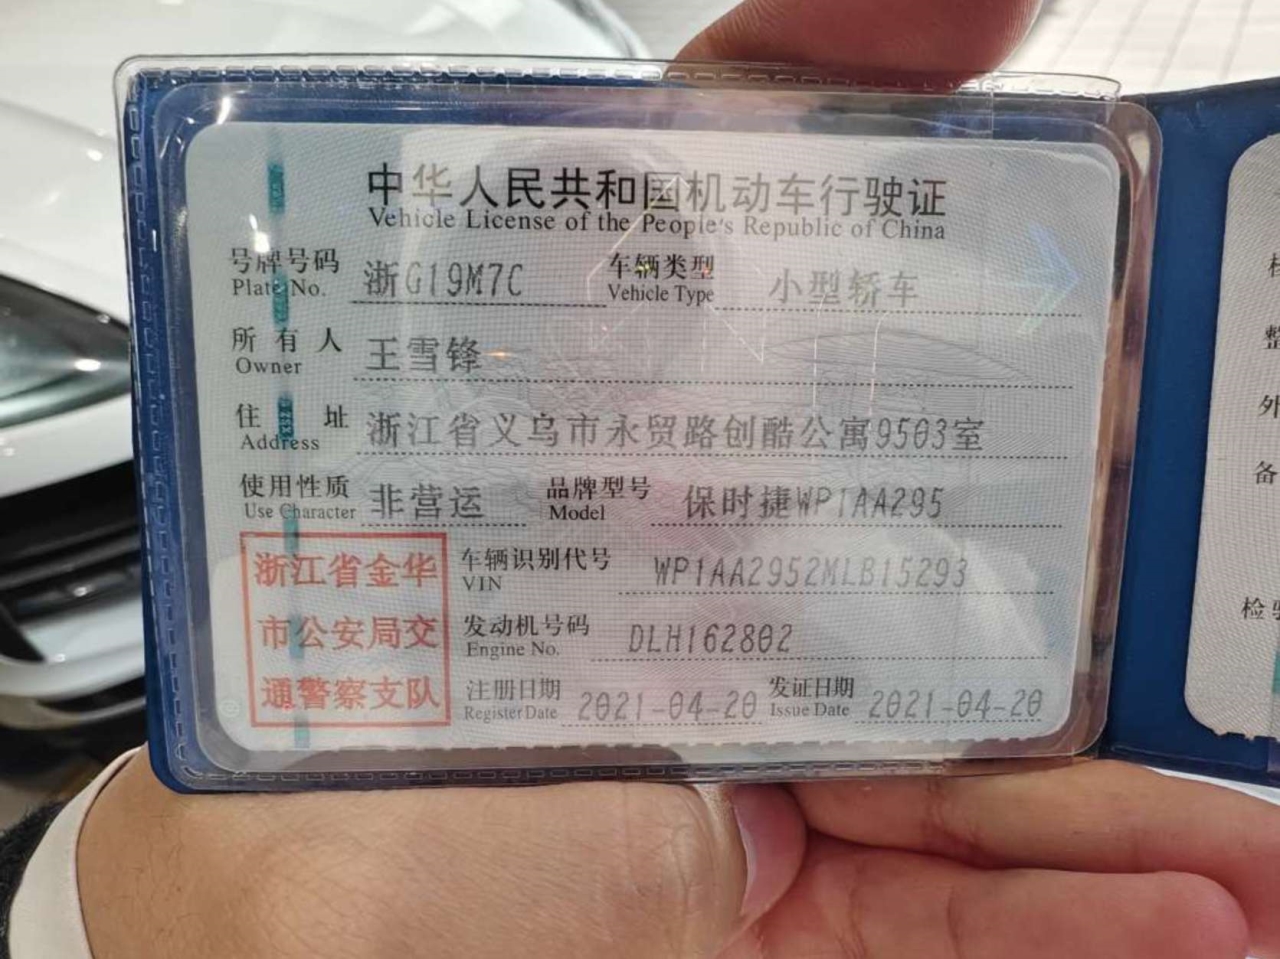 中华人民共和国机动车行驶证
Vehicle License of the People's Republic of China
号牌号码 浙G19M7C 车辆类型 小型轿车
Plate No. Vehicle Type
所有人 王雪锋
Owner
住址 浙江省义乌市永贸路创酷公寓9503室
Address
使用性质 非营运 品牌型号 保时捷WP1AA295
Use Character Model
浙江省金华 车辆识别代号 WP1AA2952MLB15293
VIN
市公安局交 发动机号码 DLH162802
Engine No.
通警察支队 注册日期 2021-04-20 发证日期 2021-04-20
Register Date Issue Date
整
外
备
检验